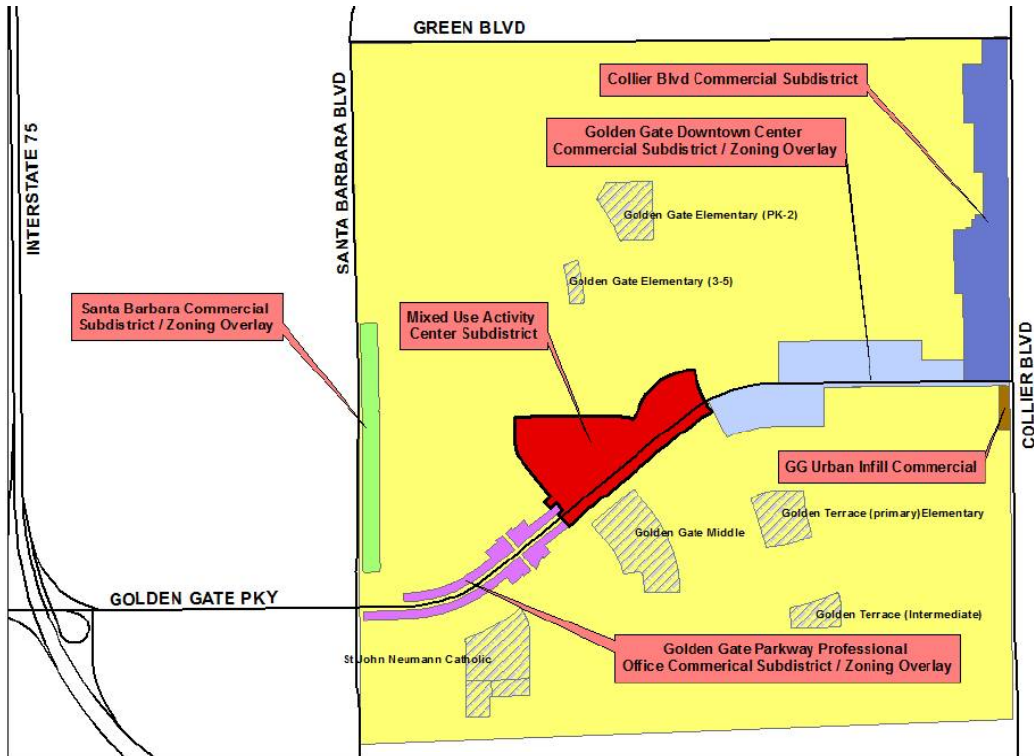 GREEN BLVD
Collier Blvd Commercial Subdistrict
Golden Gate Downtown Center
Commercial Subdistrict / Zoning Overlay
SANTA BARBARA BLVD
INTERSTATE 75
Golden Gate Elementary (PK-2)
Golden Gate Elementary (3-5)
Santa Barbara Commercial
Subdistrict / Zoning Overlay
Mixed Use Activity
Center Subdistrict
COLLIER BLVD
GG Urban Infill Commercial
Golden Terrace (primary)Elementary
Golden Gate Middle
GOLDEN GATE PKY
Golden Terrace (Intermediate)
St John Neumann Catholic
Golden Gate Parkway Professional
Office Commerical Subdistrict / Zoning Overlay